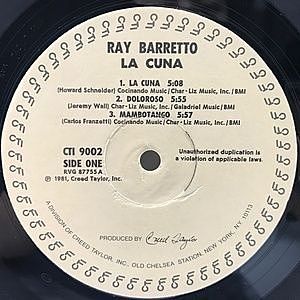 RAY BARRETTO
LA CUNA
1. LA CUNA 5:08
(Howard Schneider) Cocinando Music/Char-Liz Music, Inc./BMI
2. DOLOROSO 5:55
(Jeremy Wall) Char-Liz Music, Inc./Galadriel Music/BMI
3. MAMBOTANGO 5:57
(Carlos Franzetti) Cocinando Music/Char-Liz Music, Inc./BMI
CTI 9002
SIDE ONE
RVG 87755A
℗ 1981, Creed Taylor, Inc.
Unauthorized duplication is
a violation of applicable laws.
PRODUCED BY Creed Taylor
A DIVISION OF CREED TAYLOR, INC. OLD CHELSEA STATION, NEW YORK, N.Y. 10113